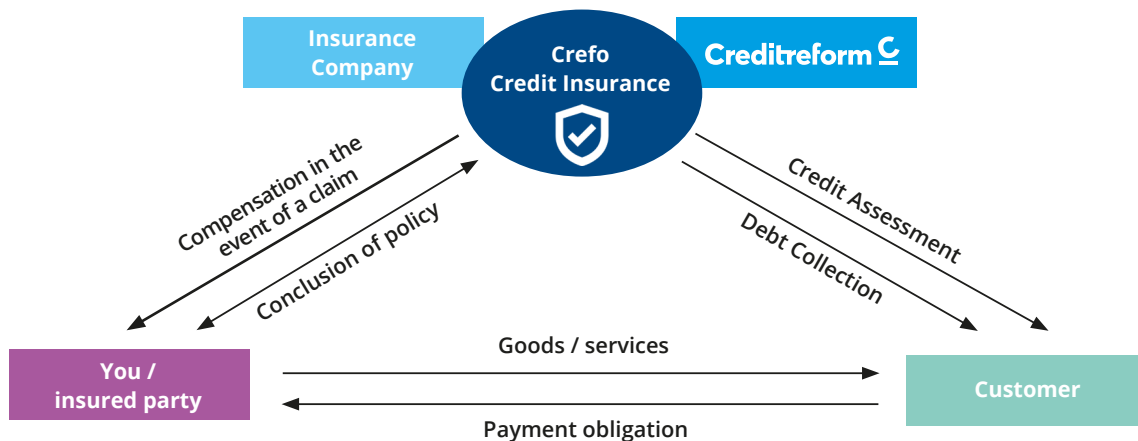 Insurance
Company
Crefo
Credit Insurance
Creditreform C
Compensation in the
event of a claim
Conclusion of policy
Credit Assessment
Debt Collection
You /
insured party
Goods / services
Payment obligation
Customer